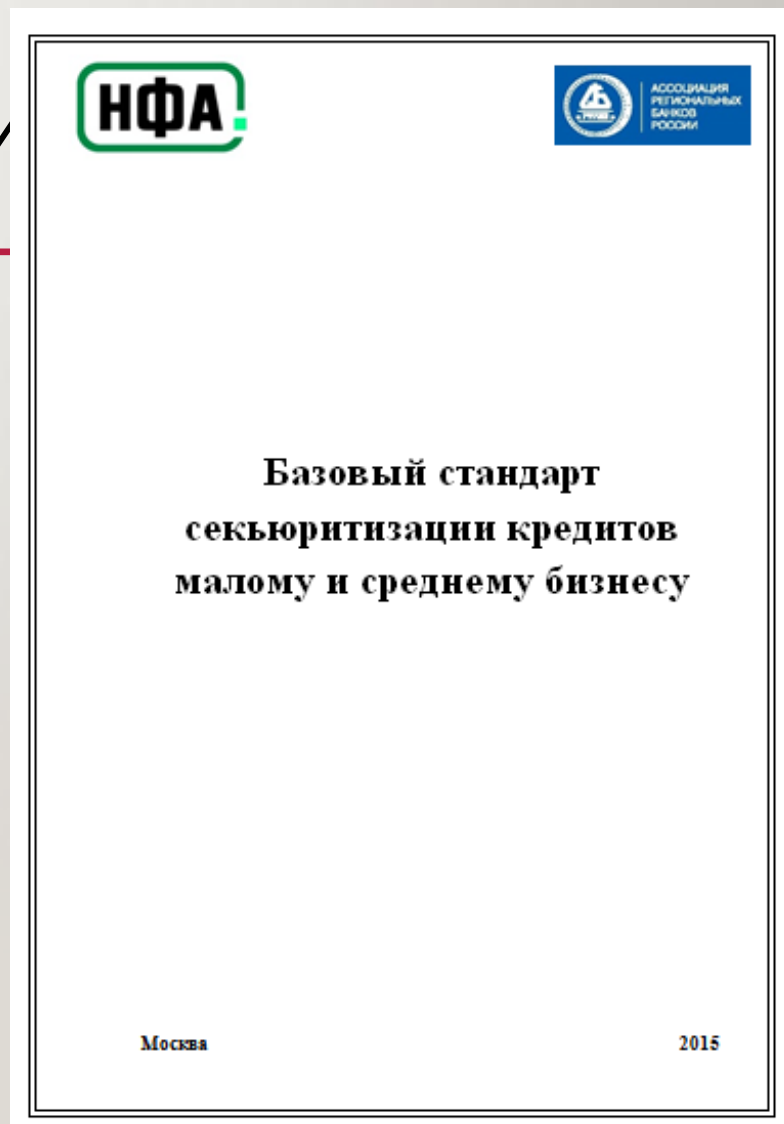 НФА
АССОЦИАЦИЯ
РЕГИОНАЛЬНЫХ
БАНКОВ
РОССИИ
Базовый стандарт
секьюритизации кредитов
малому и среднему бизнесу
Москва 2015